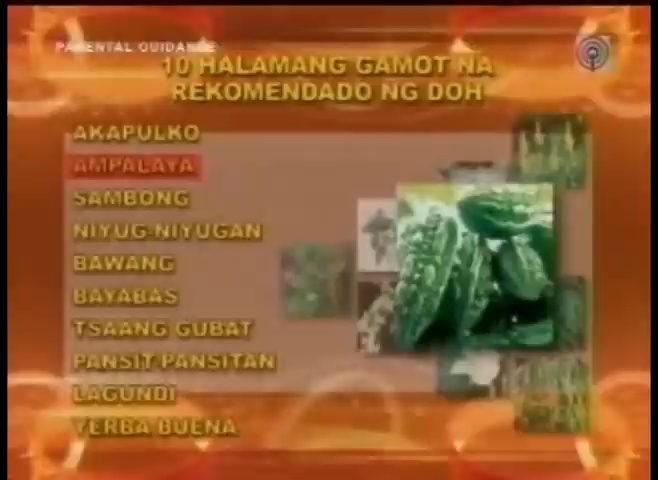 PARENTAL GUIDANCE
10 HALAMANG GAMOT NA
REKOMENDADO NG DOH
AKAPULKO
AMPALAYA
SAMBONG
NIYUG-NIYUGAN
BAWANG
BAYABAS
TSAANG GUBAT
PANSIT-PANSITAN
LAGUNDI
YERBA BUENA